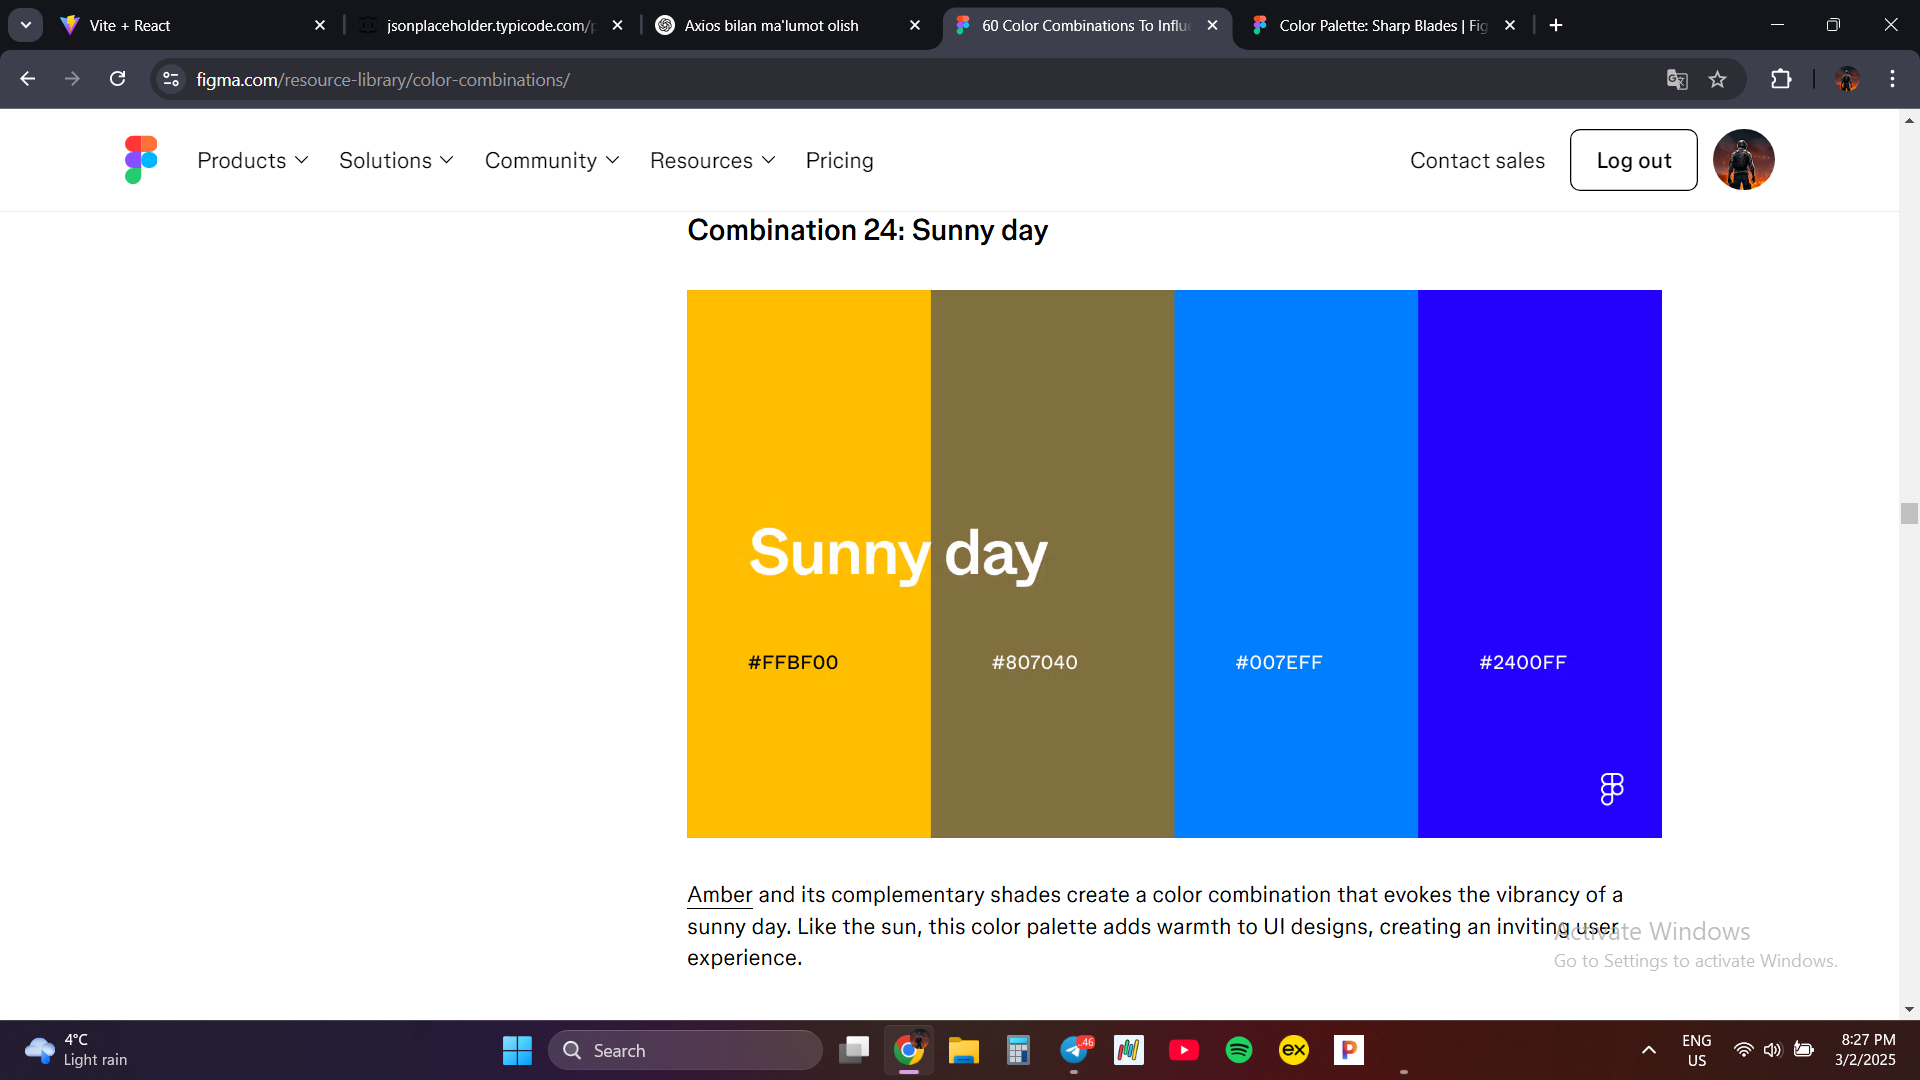 Vite + React
jsonplaceholder.typicode.com/
Axios bilan ma'lumot olish
60 Color Combinations To Influ
Color Palette: Sharp Blades | Fig
figma.com/resource-library/color-combinations/
Products
Solutions
Community
Resources
Pricing
Contact sales
Log out
Combination 24: Sunny day
Sunny day
#FFBF00
#807040
#007EFF
#2400FF
Amber and its complementary shades create a color combination that evokes the vibrancy of a
sunny day. Like the sun, this color palette adds warmth to UI designs, creating an inviting user
experience.
Activate Windows
Go to Settings to activate Windows.
4°C
Light rain
Search
..46
ex
P
ENG
US
8:27 PM
3/2/2025